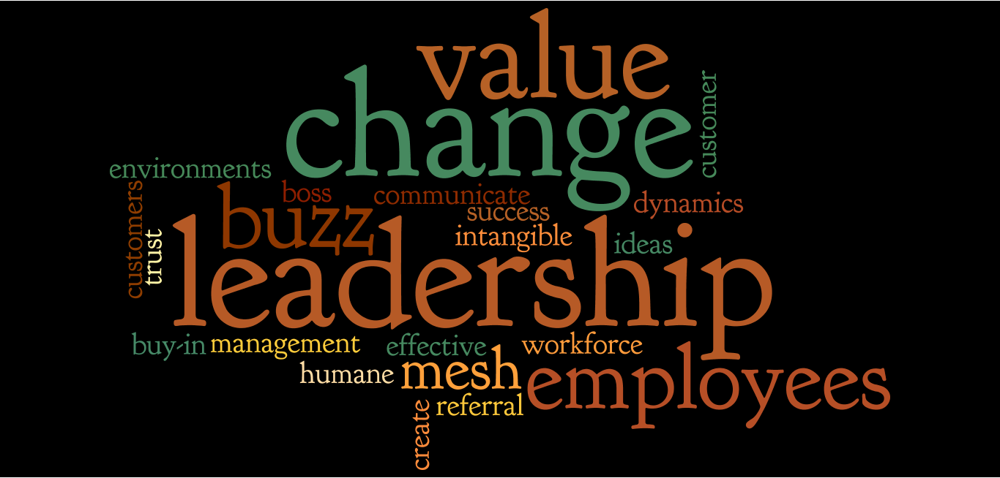 value
change
customer
environments
boss
communicate
dynamics
customers
buzz
success
trust
intangible
ideas
leadership
buy-in
management
effective
workforce
humane
mesh
employees
referral
create